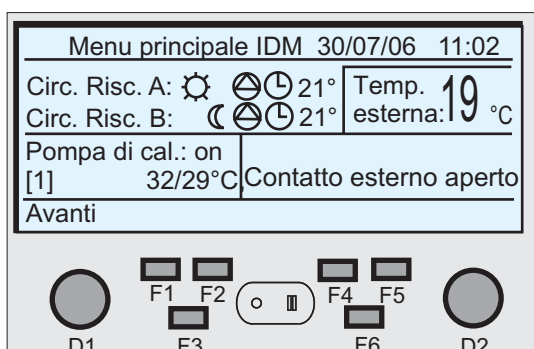 Menu principale IDM 30/07/06 11:02
Circ. Risc. A: 21°
Circ. Risc. B: 21°
Temp.
esterna: 19 °C
Pompa di cal.: on
[1] 32/29°C
Contatto esterno aperto
Avanti
F1 F2 F4 F5
D1 F3 F6 D2